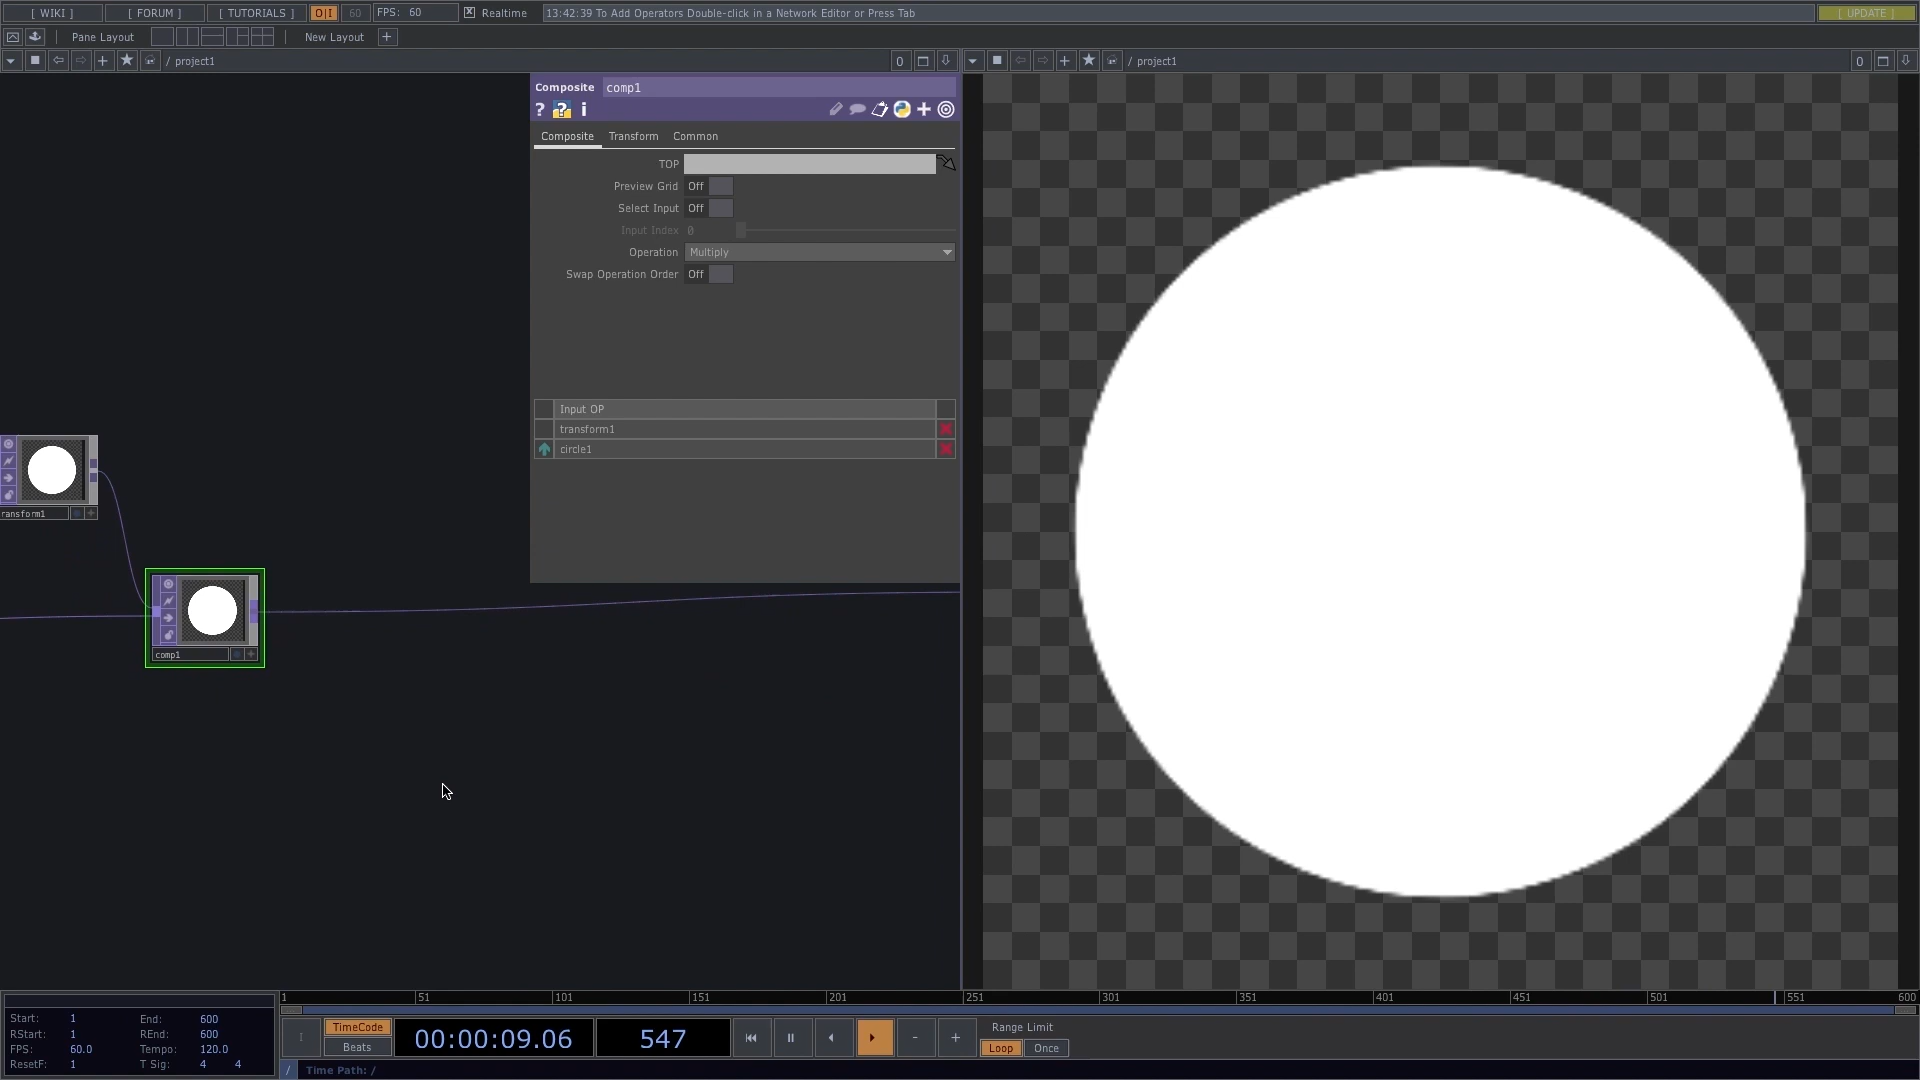 [ WIKI ] [ FORUM ] [ TUTORIALS ] O|I 60 FPS: 60 Realtime 13:42:39 To Add Operators Double-click in a Network Editor or Press Tab [ UPDATE ]
Pane Layout New Layout +
/ project1 0 / project1 0
Composite comp1
? ? i
Composite Transform Common
TOP
Preview Grid Off
Select Input Off
Input Index 0
Operation Multiply
Swap Operation Order Off
Input OP
transform1
circle1
ransform1
comp1
1 51 101 151 201 251 301 351 401 451 501 551 600
Start: 1 End: 600
RStart: 1 REnd: 600
FPS: 60.0 Tempo: 120.0
ResetF: 1 T Sig: 4 4
TimeCode
Beats
00:00:09.06 547 - +
Range Limit
Loop Once
/ Time Path: /